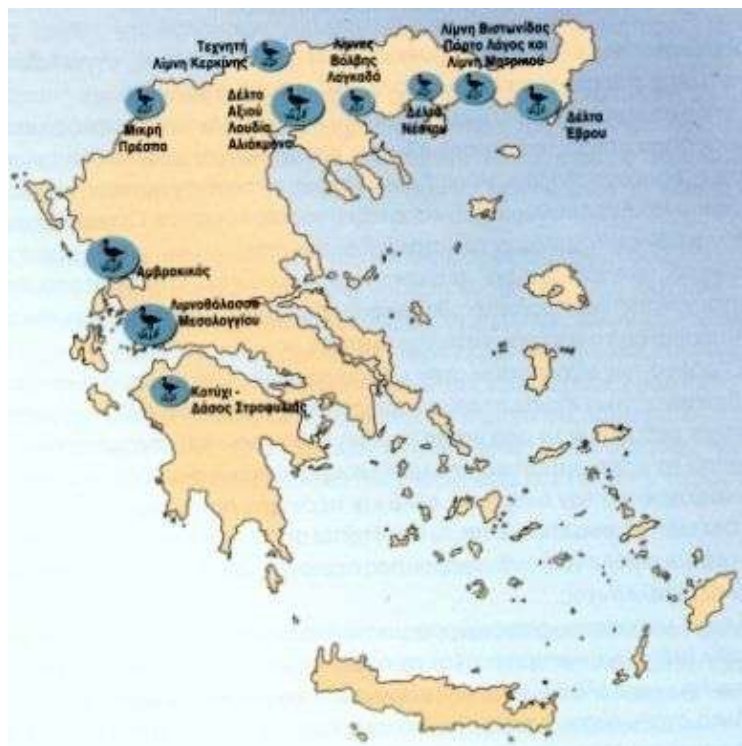 Τεχνητή
Λίμνη Κερκίνης
Λίμνες
Βόλβης
Λαγκαδά
Λίμνη Βιστωνίδας
Πόρτο Λάγος και
Λίμνη Μητρικού
Μικρή
Πρέσπα
Δέλτα
Αξιού
Λουδία
Αλιάκμονα
Δέλτα
Νέστου
Δέλτα
Έβρου
Αμβρακικός
Λιμνοθάλασσα
Μεσολογγίου
Κοτύχι -
Δάσος Στροφυλιάς